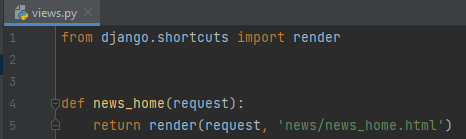 views.py
1 from django.shortcuts import render
2
3
4 def news_home(request):
5     return render(request, 'news/news_home.html')